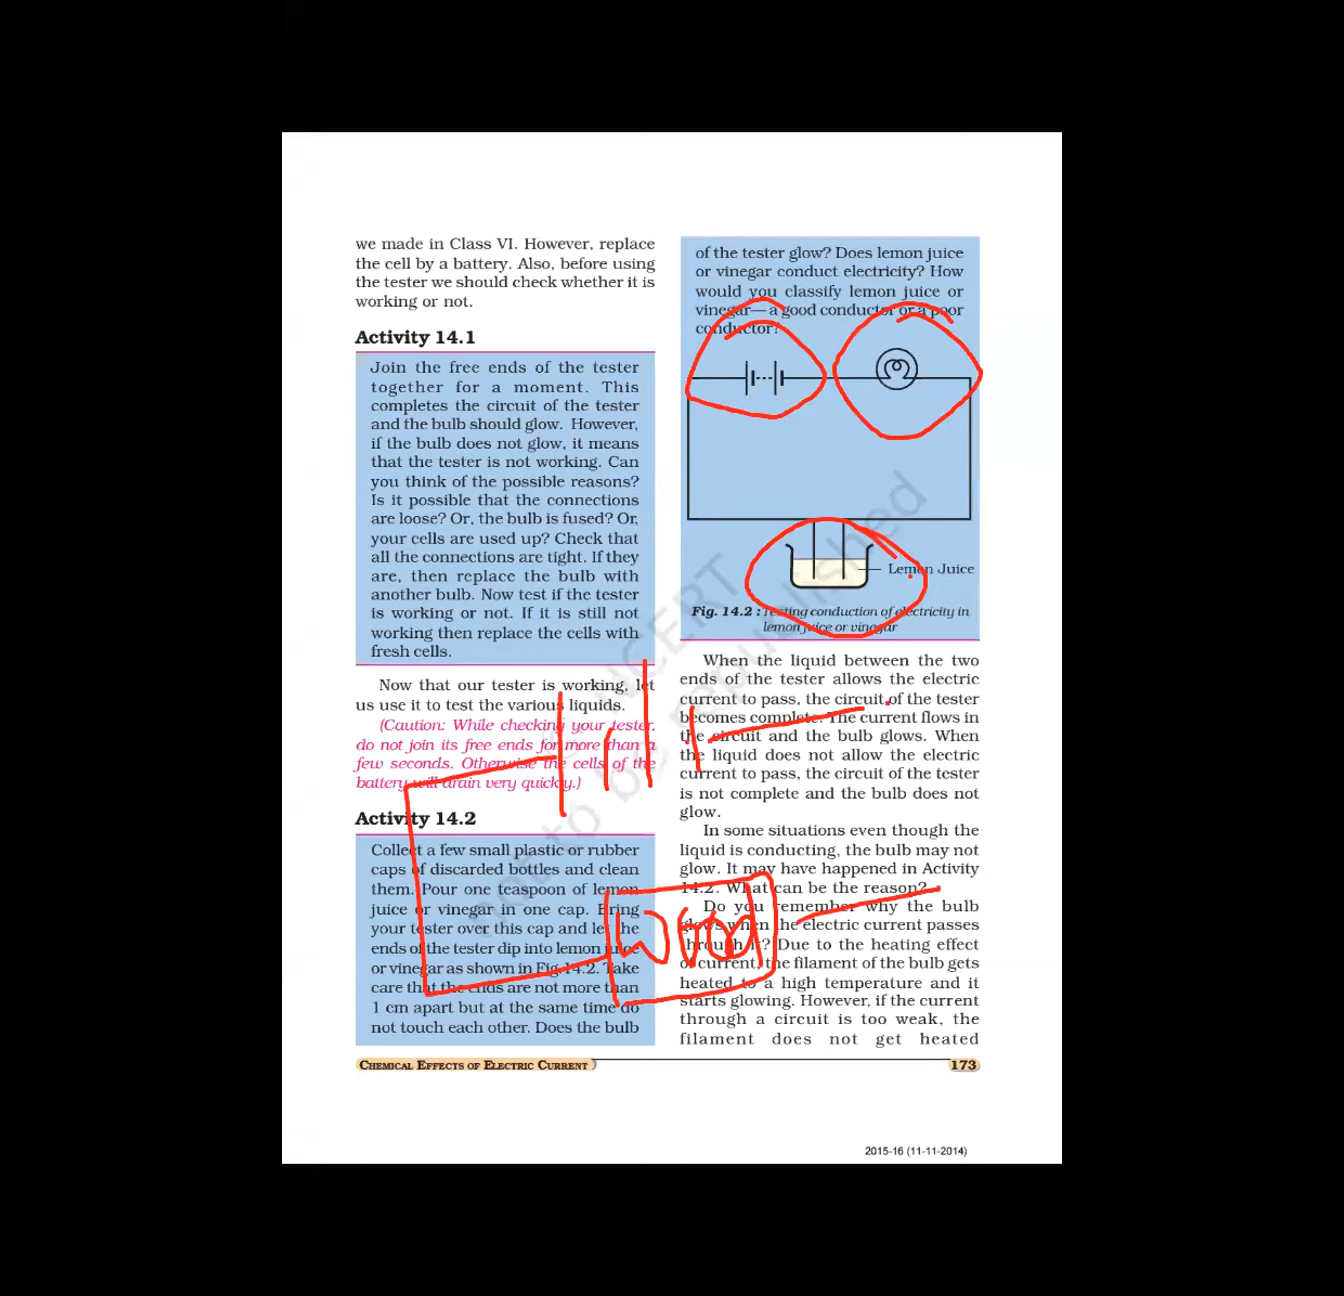 we made in Class VI. However, replace
the cell by a battery. Also, before using
the tester we should check whether it is
working or not.
Activity 14.1
Join the free ends of the tester
together for a moment. This
completes the circuit of the tester
and the bulb should glow. However,
if the bulb does not glow, it means
that the tester is not working. Can
you think of the possible reasons?
Is it possible that the connections
are loose? Or, the bulb is fused? Or,
your cells are used up? Check that
all the connections are tight. If they
are, then replace the bulb with
another bulb. Now test if the tester
is working or not. If it is still not
working then replace the cells with
fresh cells.
Now that our tester is working, let
us use it to test the various liquids.
(Caution: While checking your tester,
do not join its free ends for more than a
few seconds. Otherwise the cells of the
battery will drain very quickly.)
Activity 14.2
Collect a few small plastic or rubber
caps of discarded bottles and clean
them. Pour one teaspoon of lemon
juice or vinegar in one cap. Bring
your tester over this cap and let the
ends of the tester dip into lemon juice
or vinegar as shown in Fig. 14.2. Take
care that the ends are not more than
1 cm apart but at the same time do
not touch each other. Does the bulb
wood
of the tester glow? Does lemon juice
or vinegar conduct electricity? How
would you classify lemon juice or
vinegar— a good conductor or a poor
conductor?
Lemon Juice
Fig. 14.2 : Testing conduction of electricity in
lemon juice or vinegar
When the liquid between the two
ends of the tester allows the electric
current to pass, the circuit of the tester
becomes complete. The current flows in
the circuit and the bulb glows. When
the liquid does not allow the electric
current to pass, the circuit of the tester
is not complete and the bulb does not
glow.
In some situations even though the
liquid is conducting, the bulb may not
glow. It may have happened in Activity
14.2. What can be the reason?
Do you remember why the bulb
glows when the electric current passes
through it? Due to the heating effect
of current, the filament of the bulb gets
heated to a high temperature and it
starts glowing. However, if the current
through a circuit is too weak, the
filament does not get heated
© NCERT
not to be republished
CHEMICAL EFFECTS OF ELECTRIC CURRENT
173
2015-16 (11-11-2014)